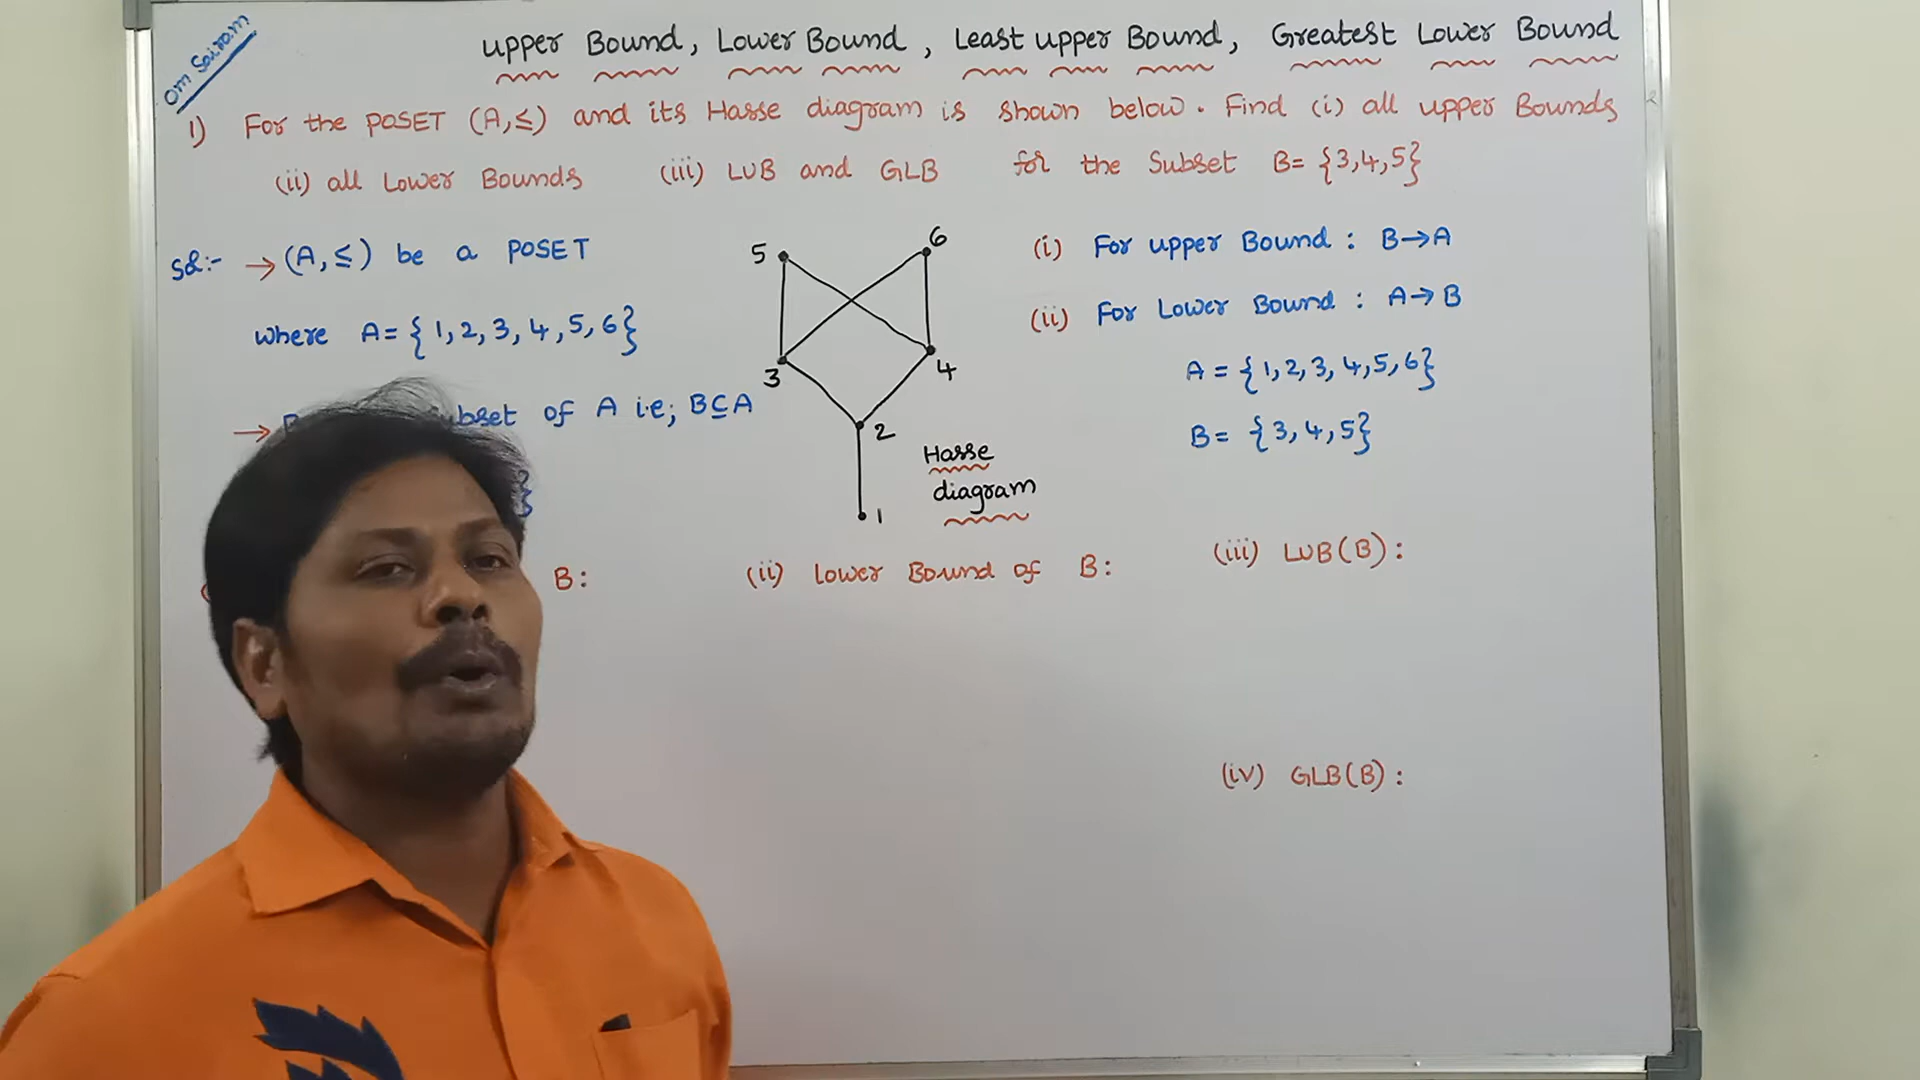 Om Sairam
Upper Bound, Lower Bound, Least upper Bound, Greatest Lower Bound
1) For the POSET (A,≤) and its Hasse diagram is shown below. Find (i) all upper Bounds
(ii) all Lower Bounds (iii) LUB and GLB for the Subset B= {3,4,5}
Sol:- → (A,≤) be a POSET
where A= {1,2,3,4,5,6}
→ of A i.e; B⊆A
}
5
6
3
4
2
1
Hasse
diagram
(i) For upper Bound : B→A
(ii) For Lower Bound : A→B
A = {1,2,3,4,5,6}
B = {3,4,5}
B:
(ii) Lower Bound of B:
(iii) LUB(B):
(iv) GLB(B):